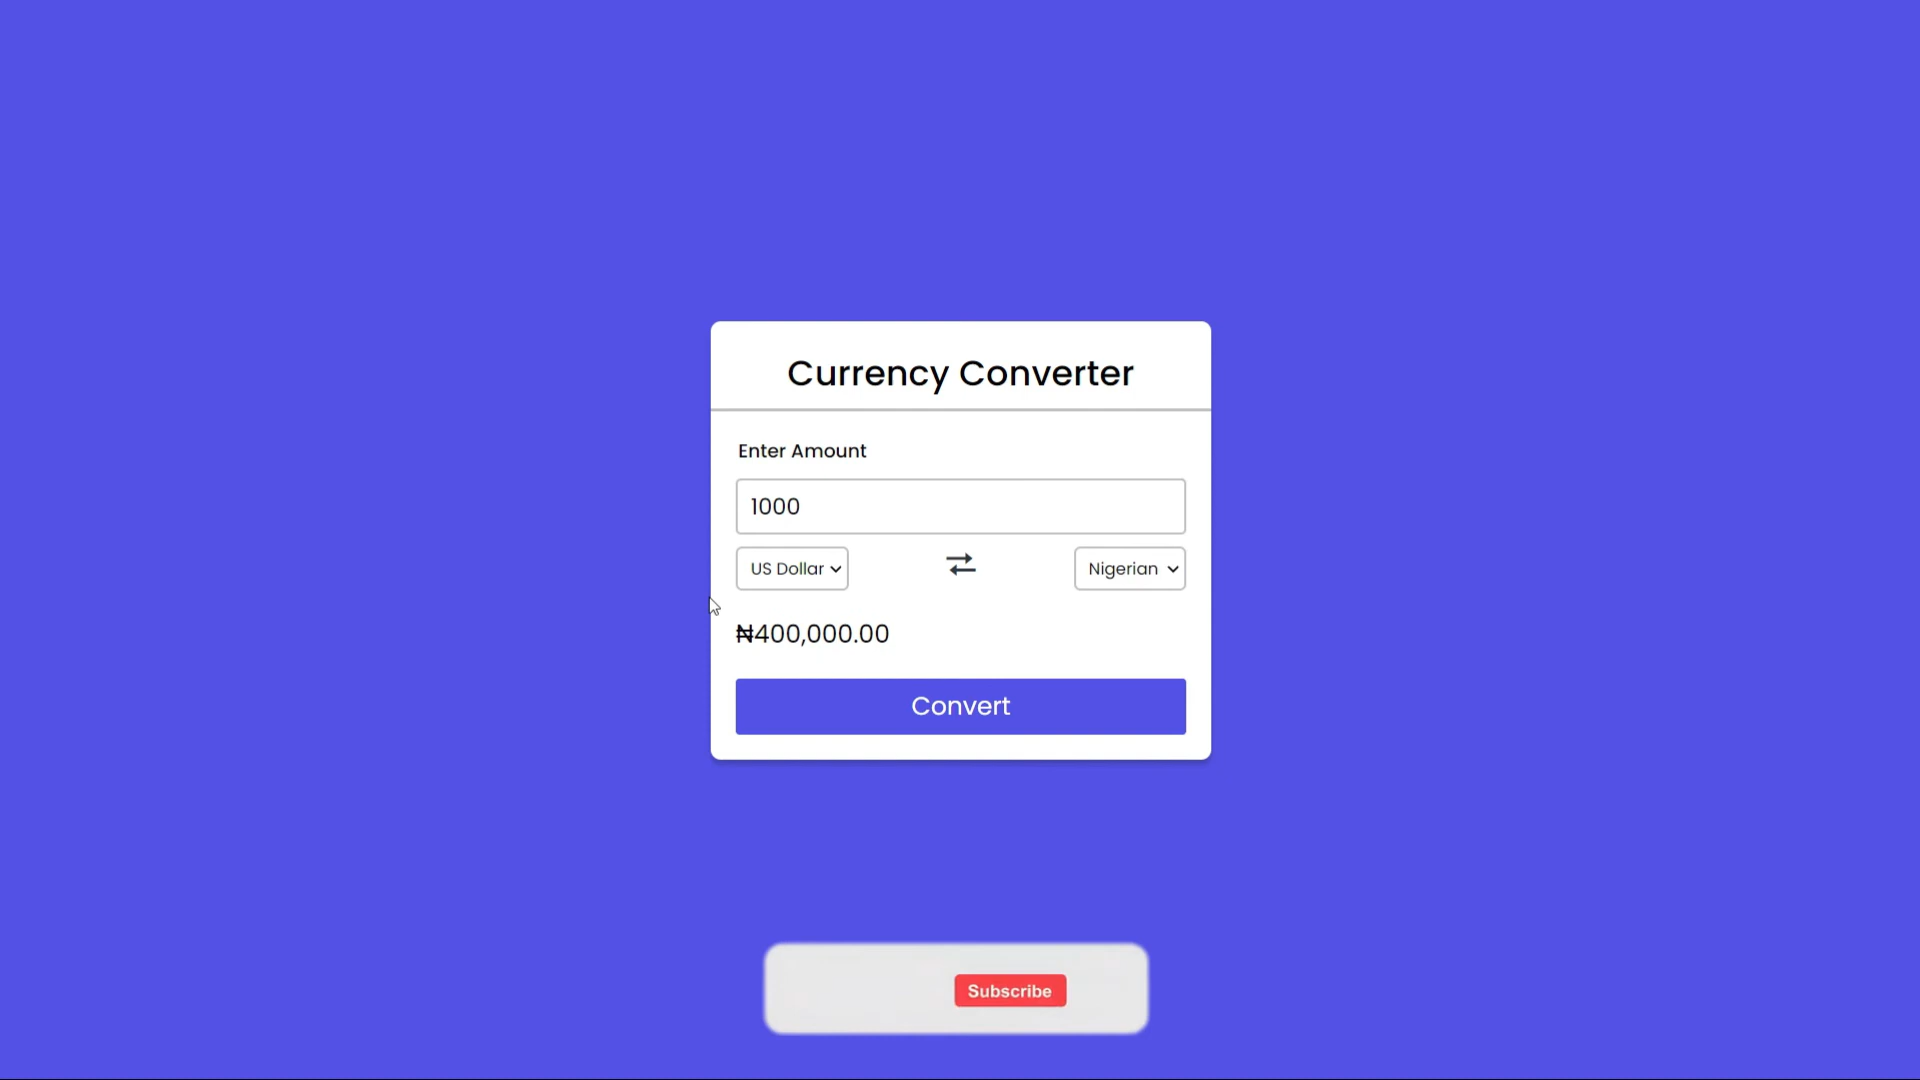 Currency Converter
Enter Amount
1000
US Dollar
Nigerian
₦400,000.00
Convert
Subscribe